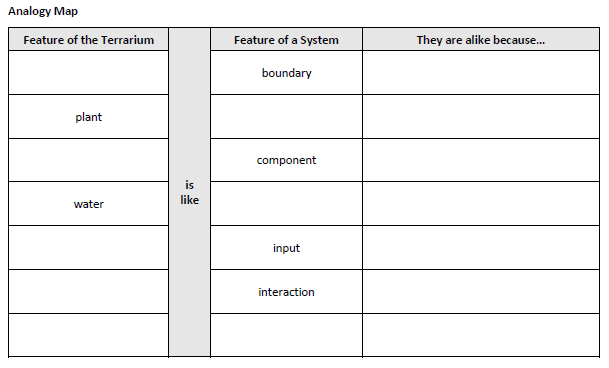 Analogy Map
Feature of the Terrarium
Feature of a System
They are alike because...
boundary
plant
component
is
like
water
input
interaction